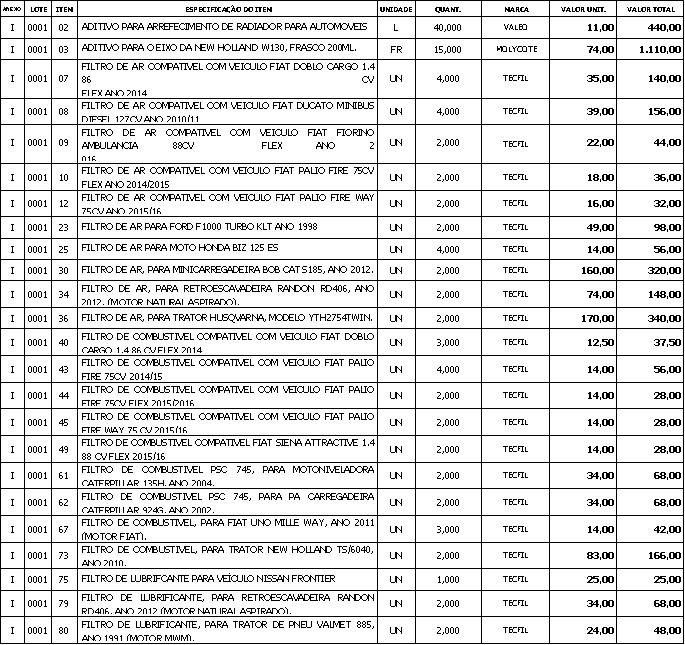 ANEXO LOTE ITEM ESPECIFICAÇÃO DO ITEM UNIDADE QUANT. MARCA VALOR UNIT. VALOR TOTAL
I 0001 02 ADITIVO PARA ARREFECIMENTO DE RADIADOR PARA AUTOMOVEIS L 40,000 VALEO 11,00 440,00
I 0001 03 ADITIVO PARA O EIXO DA NEW HOLLAND W130, FRASCO 200ML. FR 15,000 MOLYCOTE 74,00 1.110,00
I 0001 07 FILTRO DE AR COMPATIVEL COM VEICULO FIAT DOBLO CARGO 1.4 UN 4,000 TECFIL 35,00 140,00
86 CV
FLEX ANO 2014
I 0001 08 FILTRO DE AR COMPATIVEL COM VEICULO FIAT DUCATO MINIBUS UN 4,000 TECFIL 39,00 156,00
DIESEL 127CV ANO 2010/11
I 0001 09 FILTRO DE AR COMPATIVEL COM VEICULO FIAT FIORINO UN 2,000 TECFIL 22,00 44,00
AMBULANCIA 88CV FLEX ANO 2
016
I 0001 10 FILTRO DE AR COMPATIVEL COM VEICULO FIAT PALIO FIRE 75CV UN 2,000 TECFIL 18,00 36,00
FLEX ANO 2014/2015
I 0001 12 FILTRO DE AR COMPATIVEL COM VEICULO FIAT PALIO FIRE WAY UN 2,000 TECFIL 16,00 32,00
75CV ANO 2015/16
I 0001 23 FILTRO DE AR PARA FORD F1000 TURBO KLT ANO 1998 UN 2,000 TECFIL 49,00 98,00
I 0001 25 FILTRO DE AR PARA MOTO HONDA BIZ 125 ES UN 4,000 TECFIL 14,00 56,00
I 0001 30 FILTRO DE AR, PARA MINICARREGADEIRA BOB CAT S185, ANO 2012. UN 2,000 TECFIL 160,00 320,00
I 0001 34 FILTRO DE AR, PARA RETROESCAVADEIRA RANDON RD406, ANO UN 2,000 TECFIL 74,00 148,00
2012. (MOTOR NATURAL ASPIRADO).
I 0001 36 FILTRO DE AR, PARA TRATOR HUSQVARNA, MODELO YTH2754TWIN. UN 2,000 TECFIL 170,00 340,00
I 0001 40 FILTRO DE COMBUSTIVEL COMPATIVEL COM VEICULO FIAT DOBLO UN 3,000 TECFIL 12,50 37,50
CARGO 1.4 86 CV FLEX 2014
I 0001 43 FILTRO DE COMBUSTIVEL COMPATIVEL COM VEICULO FIAT PALIO UN 4,000 TECFIL 14,00 56,00
FIRE 75CV 2014/15
I 0001 44 FILTRO DE COMBUSTIVEL COMPATIVEL COM VEICULO FIAT PALIO UN 2,000 TECFIL 14,00 28,00
FIRE 75CV FLEX 2015/2016
I 0001 45 FILTRO DE COMBUSTIVEL COMPATIVEL COM VEICULO FIAT PALIO UN 2,000 TECFIL 14,00 28,00
FIRE WAY 75 CV 2015/16
I 0001 49 FILTRO DE COMBUSTIVEL COMPATIVEL FIAT SIENA ATTRACTIVE 1.4 UN 2,000 TECFIL 14,00 28,00
88 CV FLEX 2015/16
I 0001 61 FILTRO DE COMBUSTIVEL PSC 745, PARA MOTONIVELADORA UN 2,000 TECFIL 34,00 68,00
CATERPILLAR 135H, ANO 2004.
I 0001 62 FILTRO DE COMBUSTIVEL PSC 745, PARA PA CARREGADEIRA UN 2,000 TECFIL 34,00 68,00
CATERPILLAR 924G, ANO 2002.
I 0001 67 FILTRO DE COMBUSTIVEL, PARA FIAT UNO MILLE WAY, ANO 2011 UN 3,000 TECFIL 14,00 42,00
(MOTOR FIAT).
I 0001 73 FILTRO DE COMBUSTIVEL, PARA TRATOR NEW HOLLAND TS/6040, UN 2,000 TECFIL 83,00 166,00
ANO 2010.
I 0001 75 FILTRO DE LUBRIFCANTE PARA VEÍCULO NISSAN FRONTIER UN 1,000 TECFIL 25,00 25,00
I 0001 79 FILTRO DE LUBRIFICANTE, PARA RETROESCAVADEIRA RANDON UN 2,000 TECFIL 34,00 68,00
RD406, ANO 2012 (MOTOR NATURAL ASPIRADO).
I 0001 80 FILTRO DE LUBRIFICANTE, PARA TRATOR DE PNEU VALMET 885, UN 2,000 TECFIL 24,00 48,00
ANO 1991 (MOTOR MWM).